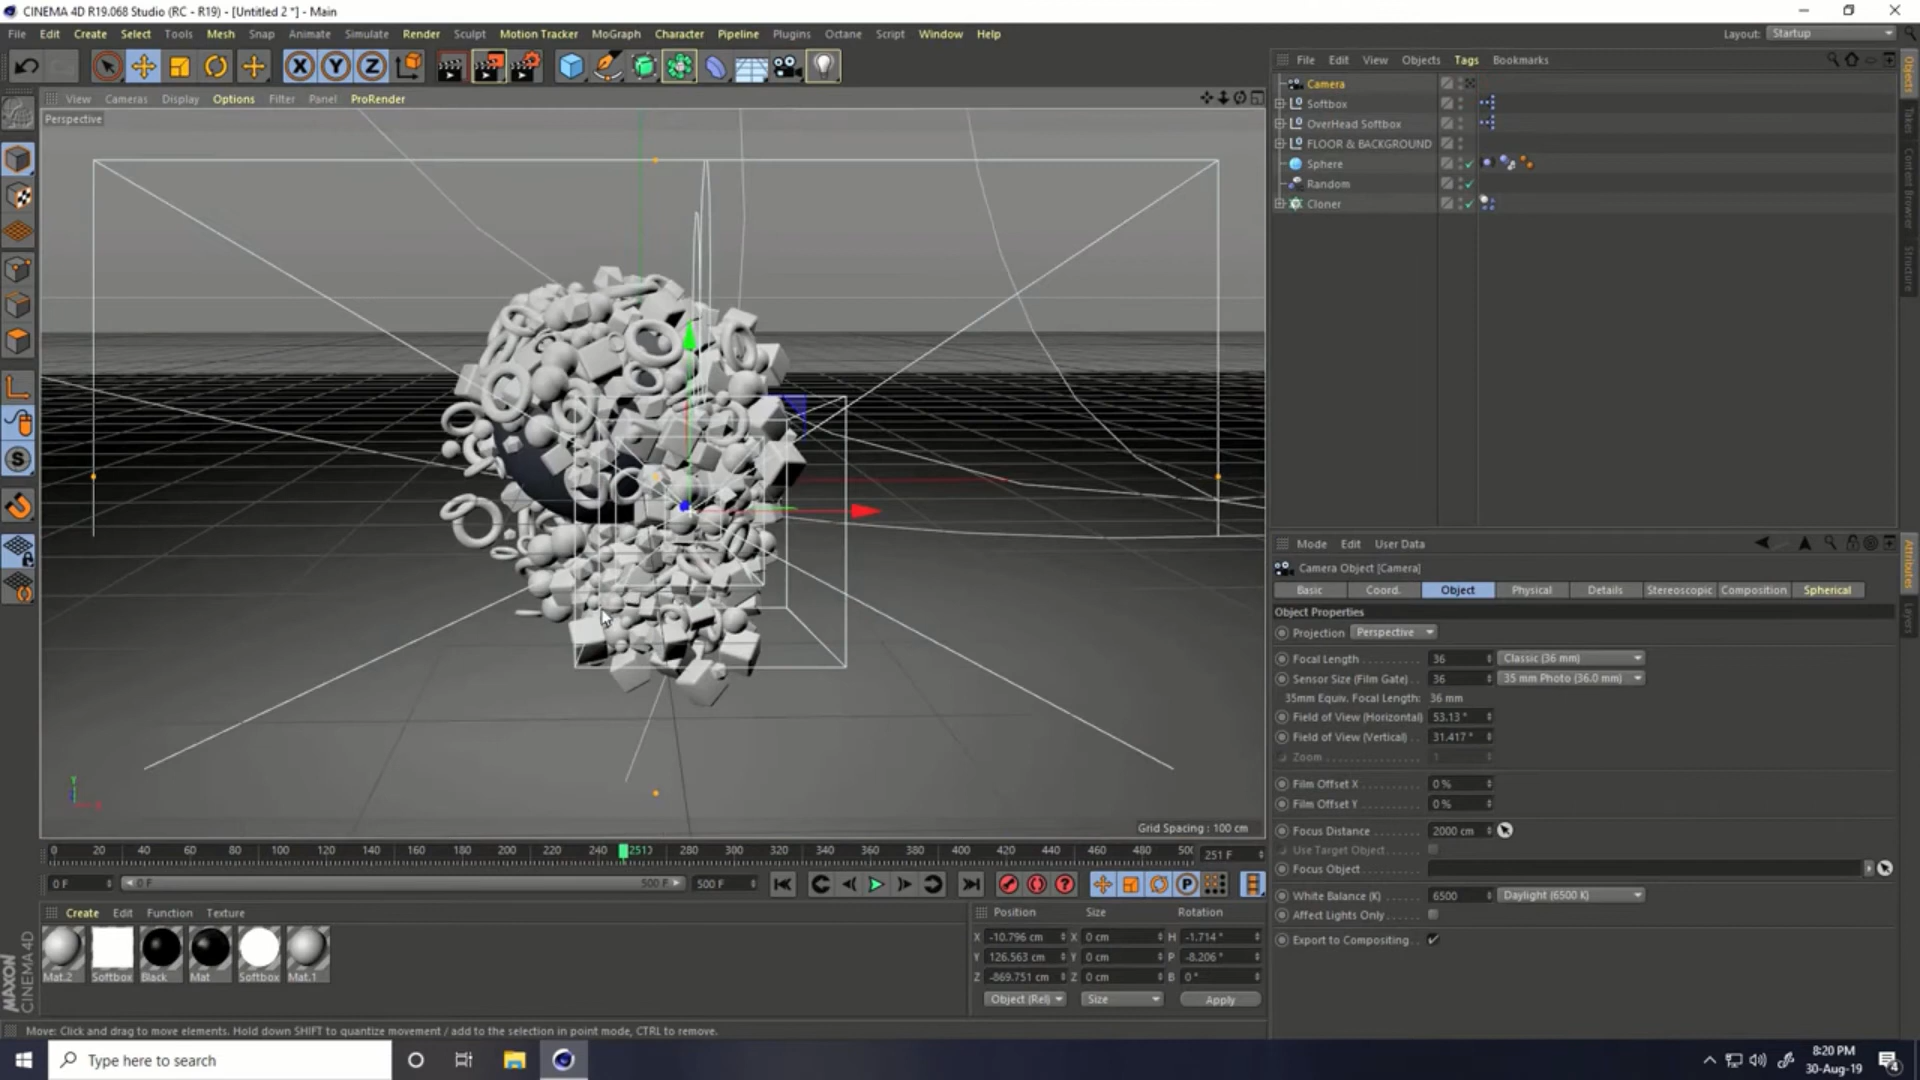 CINEMA 4D R19.068 Studio (RC - R19) - [Untitled 2 *] - Main
File Edit Create Select Tools Mesh Snap Animate Simulate Render Sculpt Motion Tracker MoGraph Character Pipeline Plugins Octane Script Window Help
Layout: Startup
View Cameras Display Options Filter Panel ProRender
Perspective
File Edit View Objects Tags Bookmarks
Camera
Softbox
OverHead Softbox
FLOOR & BACKGROUND
Sphere
Random
Cloner
Objects
Takes
Content Browser
Structure
Mode Edit User Data
Camera Object [Camera]
Basic Coord. Object Physical Details Stereoscopic Composition Spherical
Object Properties
Projection Perspective
Focal Length 36 Classic (36 mm)
Sensor Size (Film Gate) 36 35 mm Photo (36.0 mm)
35mm Equiv. Focal Length: 36 mm
Field of View (Horizontal) 53.13 °
Field of View (Vertical) 31.417 °
Zoom 1
Film Offset X 0 %
Film Offset Y 0 %
Focus Distance 2000 cm
Use Target Object
Focus Object
White Balance (K) 6500 Daylight (6500 K)
Affect Lights Only
Export to Compositing
Attributes
Layers
Grid Spacing : 100 cm
0 20 40 60 80 100 120 140 160 180 200 220 240 251 280 300 320 340 360 380 400 420 440 460 480 251 F
0 F 0 F 500 F 500 F
Create Edit Function Texture
Mat.2 Softbox Black Mat Softbox Mat.1
Position Size Rotation
X -10.796 cm X 0 cm H -1.714 °
Y 126.563 cm Y 0 cm P -8.206 °
Z -869.751 cm Z 0 cm B 0 °
Object (Rel) Size Apply
MAXON
CINEMA 4D
Move: Click and drag to move elements. Hold down SHIFT to quantize movement / add to the selection in point mode, CTRL to remove.
Type here to search
8:20 PM
30-Aug-19
4